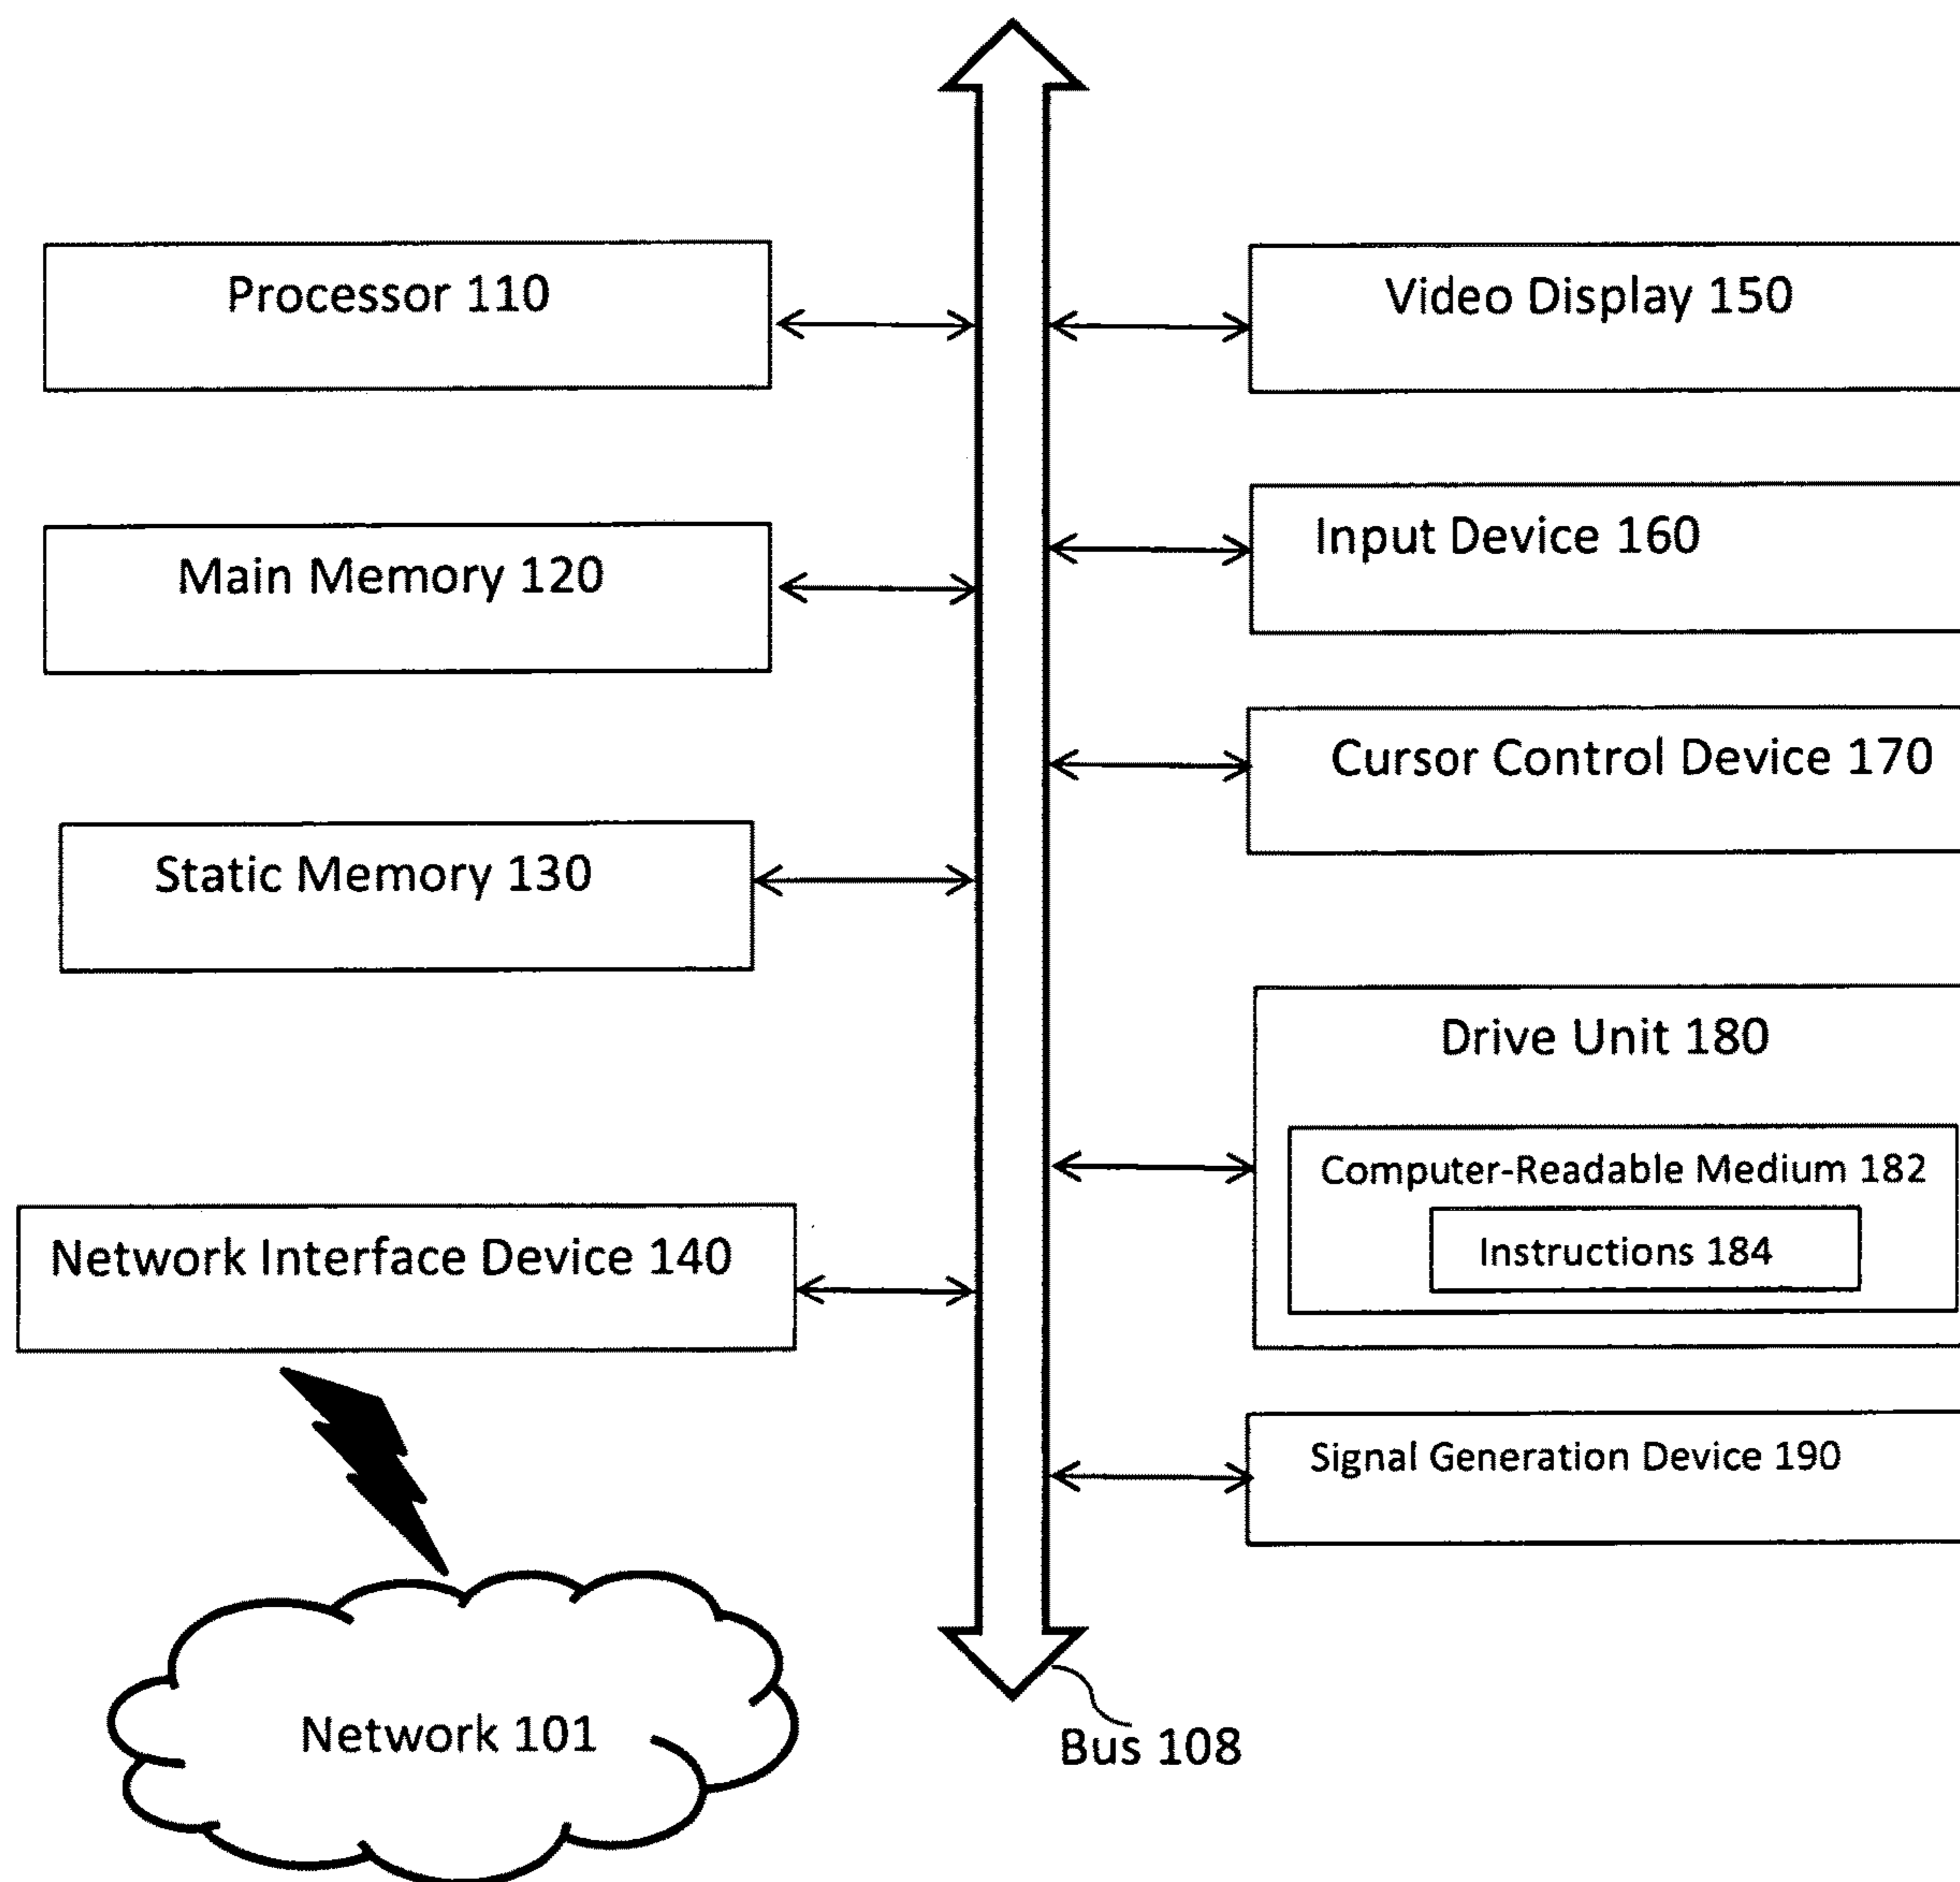 Processor 110
Main Memory 120
Static Memory 130
Network Interface Device 140
Network 101
Video Display 150
Input Device 160
Cursor Control Device 170
Drive Unit 180
Computer-Readable Medium 182
Instructions 184
Signal Generation Device 190
Bus 108